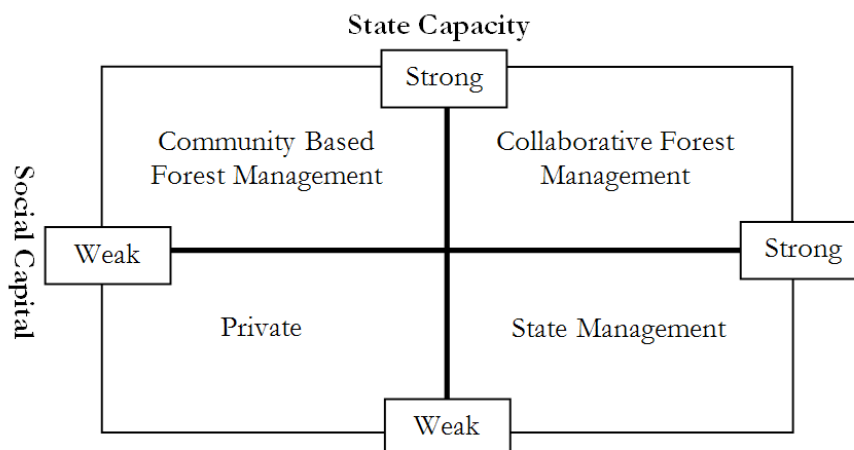 State Capacity
Strong
Community Based
Forest Management
Collaborative Forest
Management
Social Capital
Weak
Strong
Private
State Management
Weak